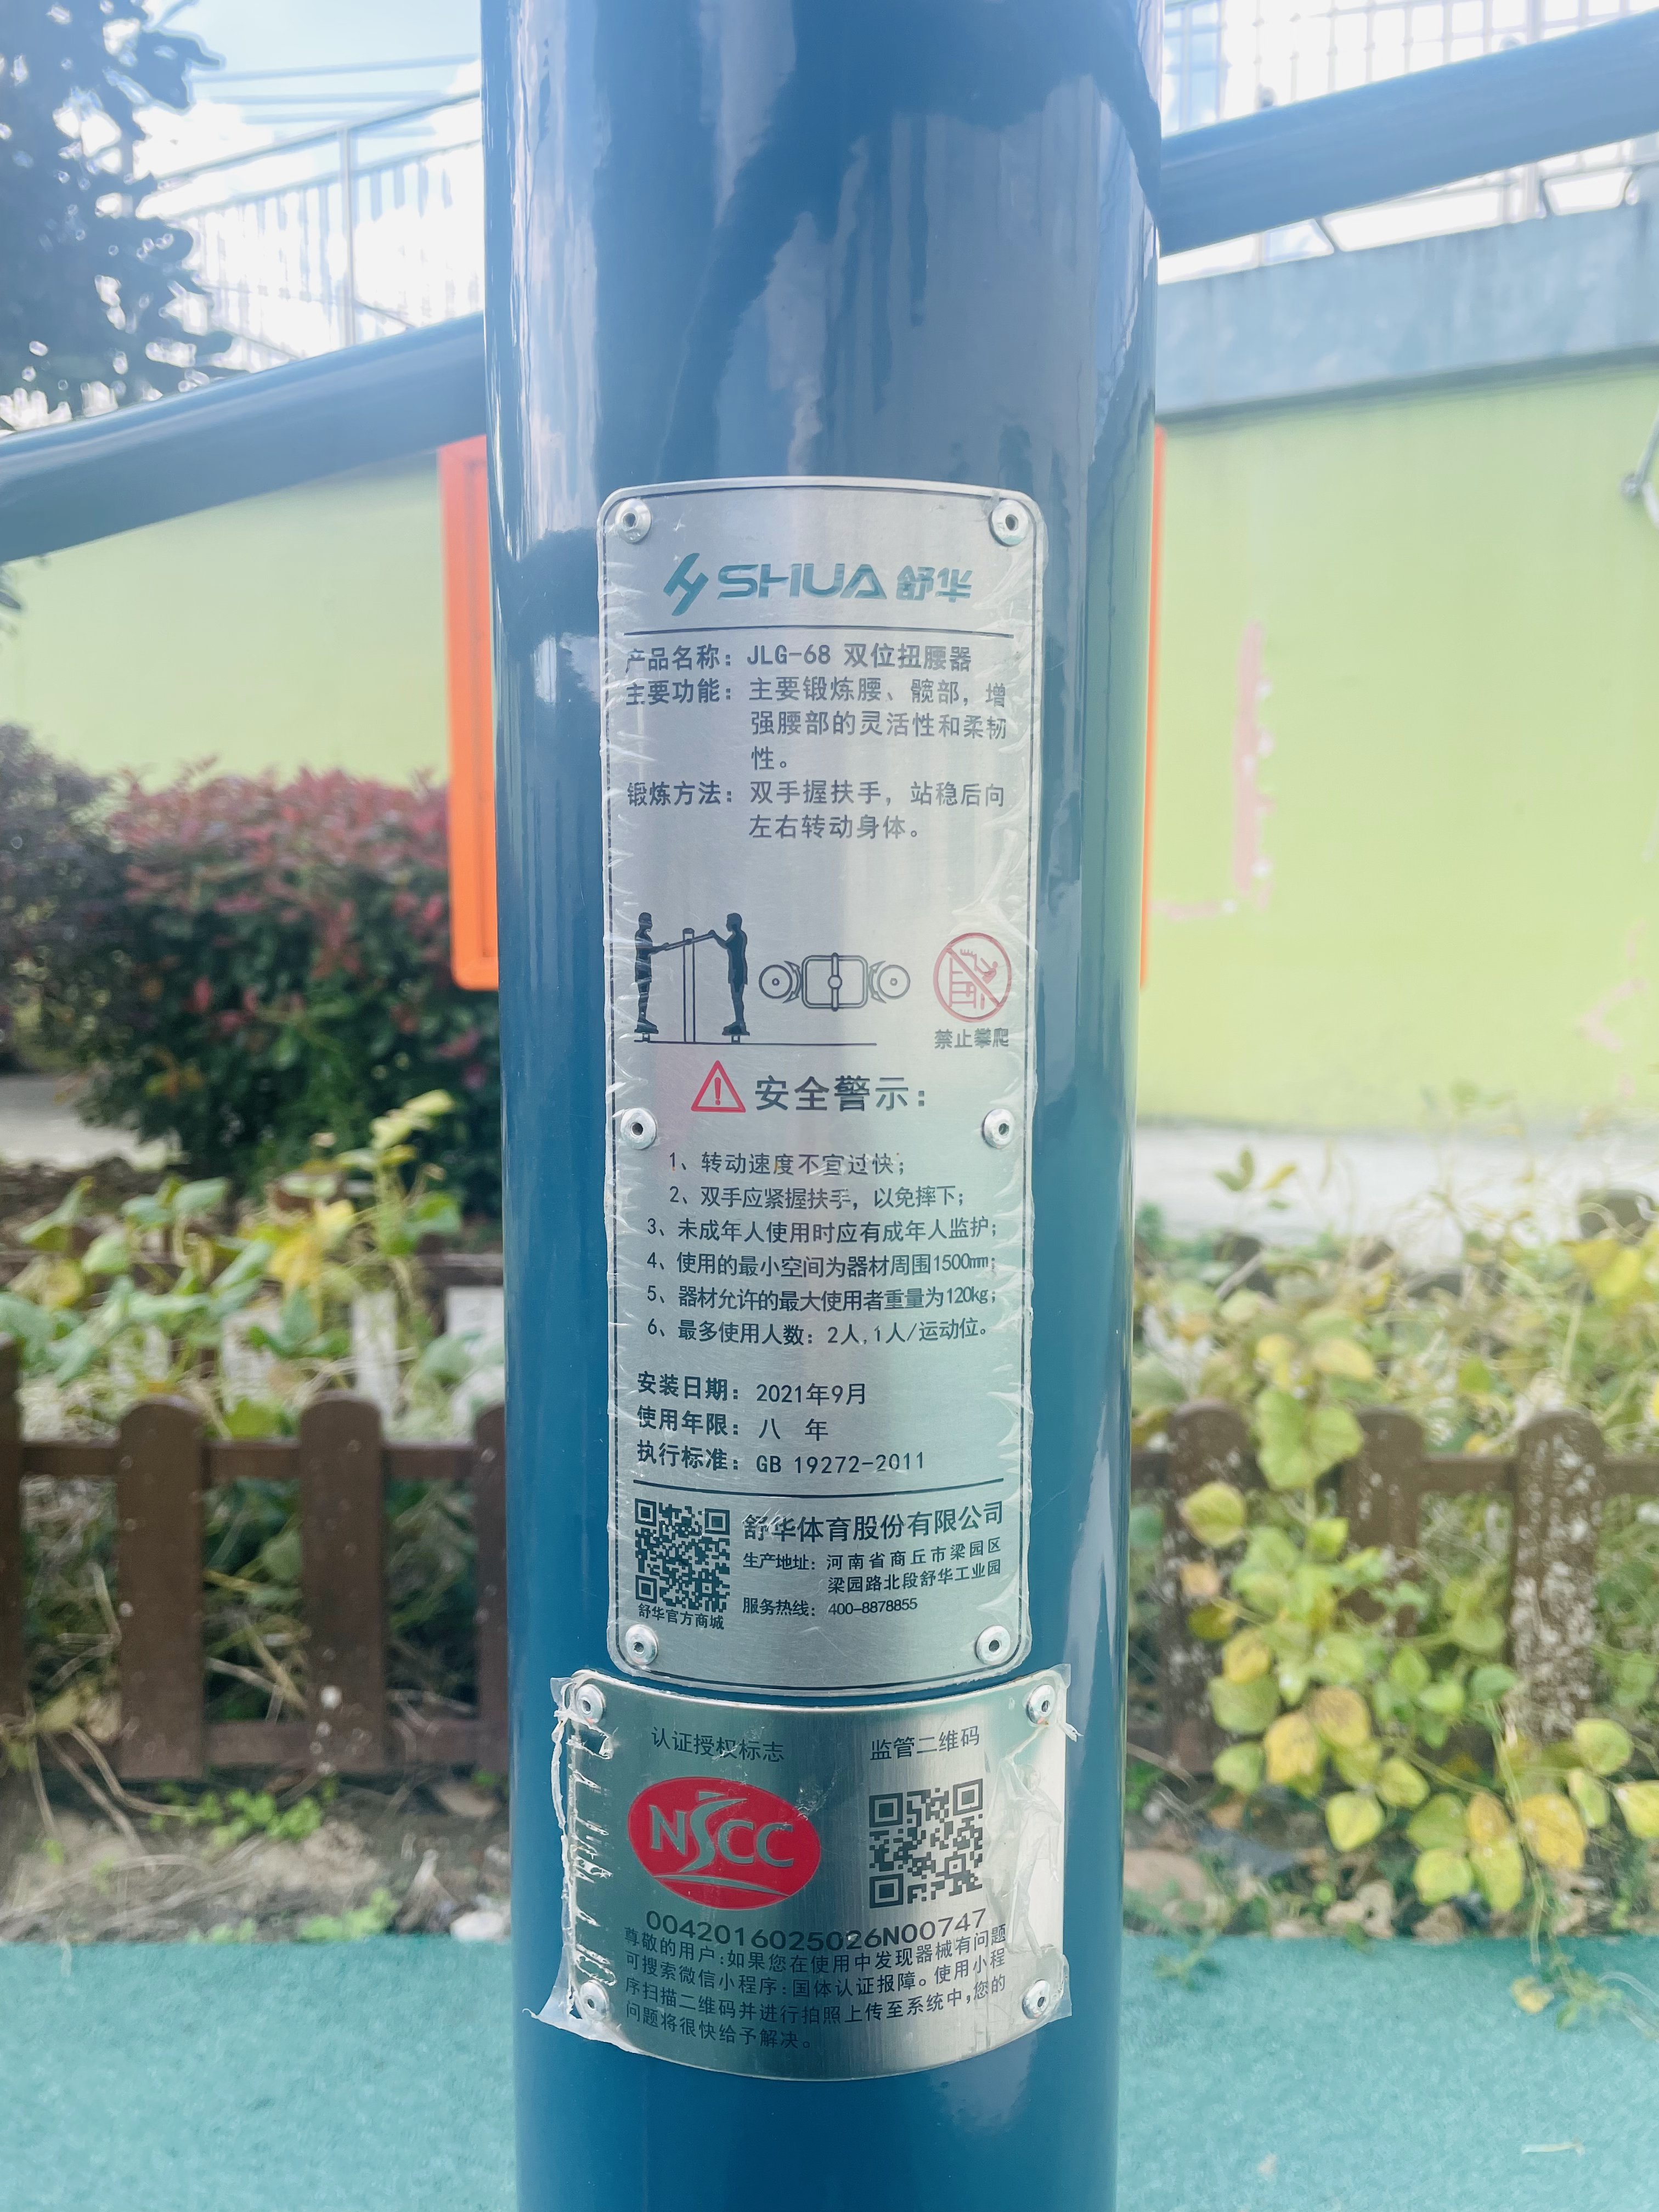 SHUA 舒华
产品名称：JLG-68 双位扭腰器
主要功能：主要锻炼腰、髋部，增
强腰部的灵活性和柔韧
性。
锻炼方法：双手握扶手，站稳后向
左右转动身体。
禁止攀爬
安全警示：
1、转动速度不宜过快；
2、双手应紧握扶手，以免摔下；
3、未成年人使用时应有成年人监护；
4、使用的最小空间为器材周围1500mm；
5、器材允许的最大使用者重量为120kg；
6、最多使用人数：2人,1人/运动位。
安装日期：2021年9月
使用年限：八 年
执行标准：GB 19272-2011
舒华体育股份有限公司
生产地址：河南省商丘市梁园区
梁园路北段舒华工业园
服务热线：400-8878855
舒华官方商城
认证授权标志
监管二维码
NSCC
0042016025026N00747
尊敬的用户:如果您在使用中发现器械有问题
可搜索微信小程序:国体认证报障。使用小程
序扫描二维码并进行拍照上传至系统中,您的
问题将很快给予解决。